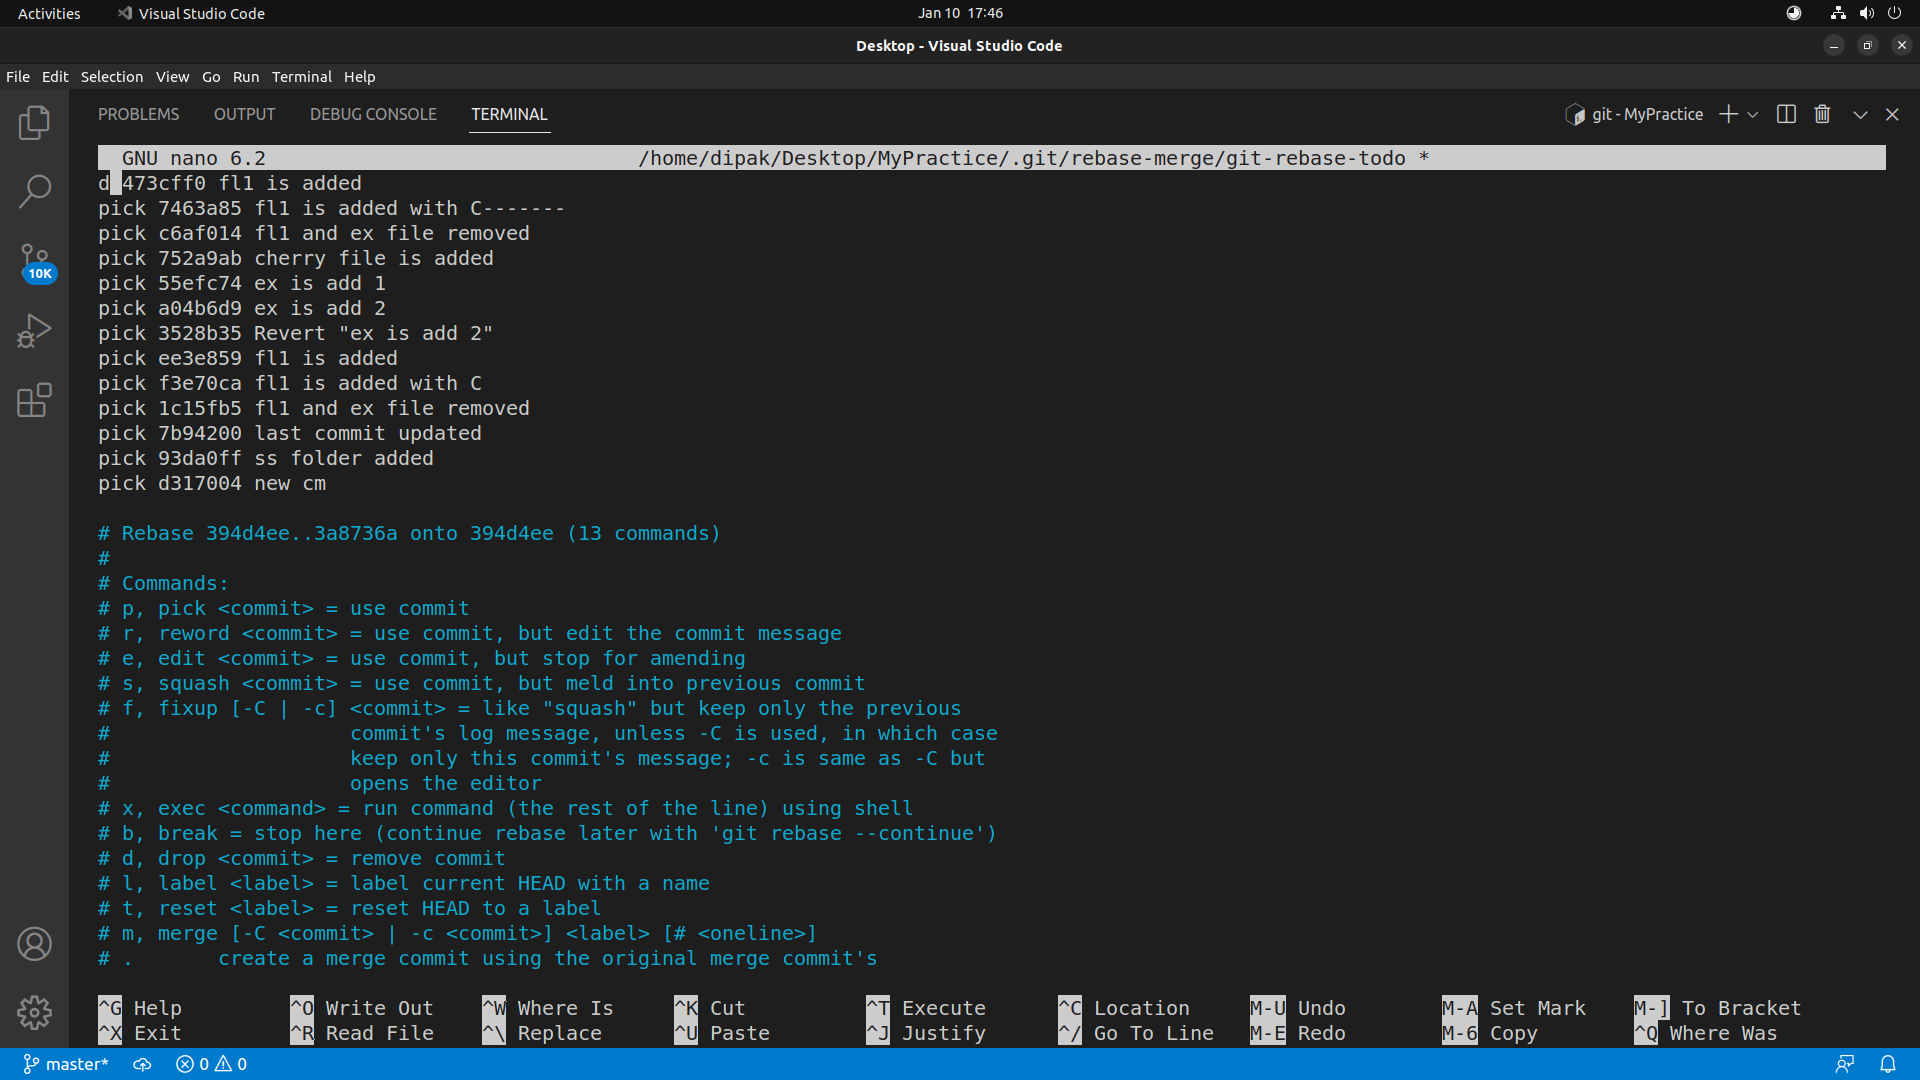 Activities Visual Studio Code Jan 10 17:46
Desktop - Visual Studio Code
File Edit Selection View Go Run Terminal Help
PROBLEMS OUTPUT DEBUG CONSOLE TERMINAL git - MyPractice
GNU nano 6.2 /home/dipak/Desktop/MyPractice/.git/rebase-merge/git-rebase-todo *
d 473cff0 fl1 is added
pick 7463a85 fl1 is added with C-------
pick c6af014 fl1 and ex file removed
pick 752a9ab cherry file is added
10K
pick 55efc74 ex is add 1
pick a04b6d9 ex is add 2
pick 3528b35 Revert "ex is add 2"
pick ee3e859 fl1 is added
pick f3e70ca fl1 is added with C
pick 1c15fb5 fl1 and ex file removed
pick 7b94200 last commit updated
pick 93da0ff ss folder added
pick d317004 new cm
# Rebase 394d4ee..3a8736a onto 394d4ee (13 commands)
#
# Commands:
# p, pick <commit> = use commit
# r, reword <commit> = use commit, but edit the commit message
# e, edit <commit> = use commit, but stop for amending
# s, squash <commit> = use commit, but meld into previous commit
# f, fixup [-C | -c] <commit> = like "squash" but keep only the previous
# commit's log message, unless -C is used, in which case
# keep only this commit's message; -c is same as -C but
# opens the editor
# x, exec <command> = run command (the rest of the line) using shell
# b, break = stop here (continue rebase later with 'git rebase --continue')
# d, drop <commit> = remove commit
# l, label <label> = label current HEAD with a name
# t, reset <label> = reset HEAD to a label
# m, merge [-C <commit> | -c <commit>] <label> [# <oneline>]
# . create a merge commit using the original merge commit's
^G Help ^O Write Out ^W Where Is ^K Cut ^T Execute ^C Location M-U Undo M-A Set Mark M-] To Bracket
^X Exit ^R Read File ^\ Replace ^U Paste ^J Justify ^/ Go To Line M-E Redo M-6 Copy ^Q Where Was
master* 0 0